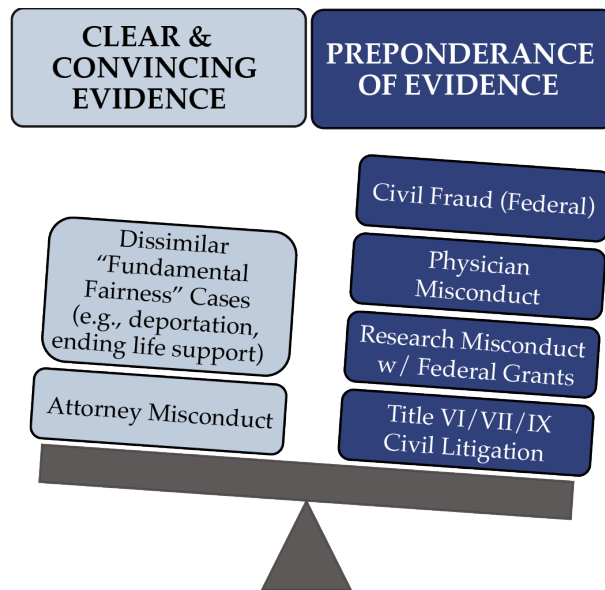 CLEAR &
CONVINCING
EVIDENCE
PREPONDERANCE
OF EVIDENCE
Dissimilar
“Fundamental
Fairness” Cases
(e.g., deportation,
ending life support)
Attorney Misconduct
Civil Fraud (Federal)
Physician
Misconduct
Research Misconduct
w/ Federal Grants
Title VI/VII/IX
Civil Litigation